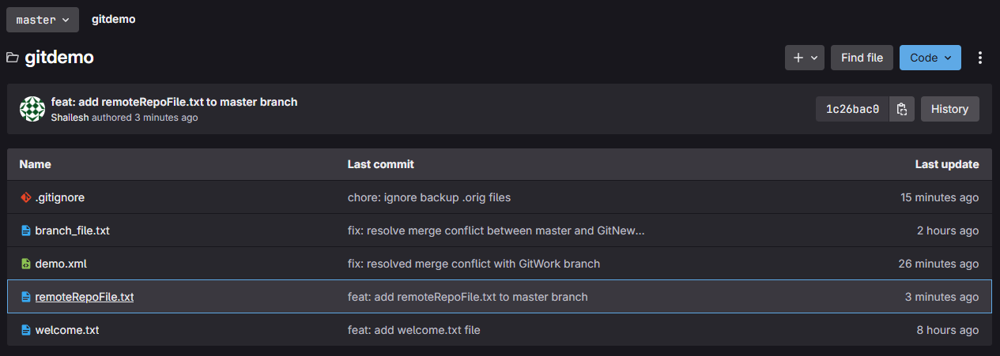 master gitdemo
gitdemo
Find file Code
feat: add remoteRepoFile.txt to master branch
Shailesh authored 3 minutes ago
1c26bac0 History
Name Last commit Last update
.gitignore chore: ignore backup .orig files 15 minutes ago
branch_file.txt fix: resolve merge conflict between master and GitNew... 2 hours ago
demo.xml fix: resolved merge conflict with GitWork branch 26 minutes ago
remoteRepoFile.txt feat: add remoteRepoFile.txt to master branch 3 minutes ago
welcome.txt feat: add welcome.txt file 8 hours ago